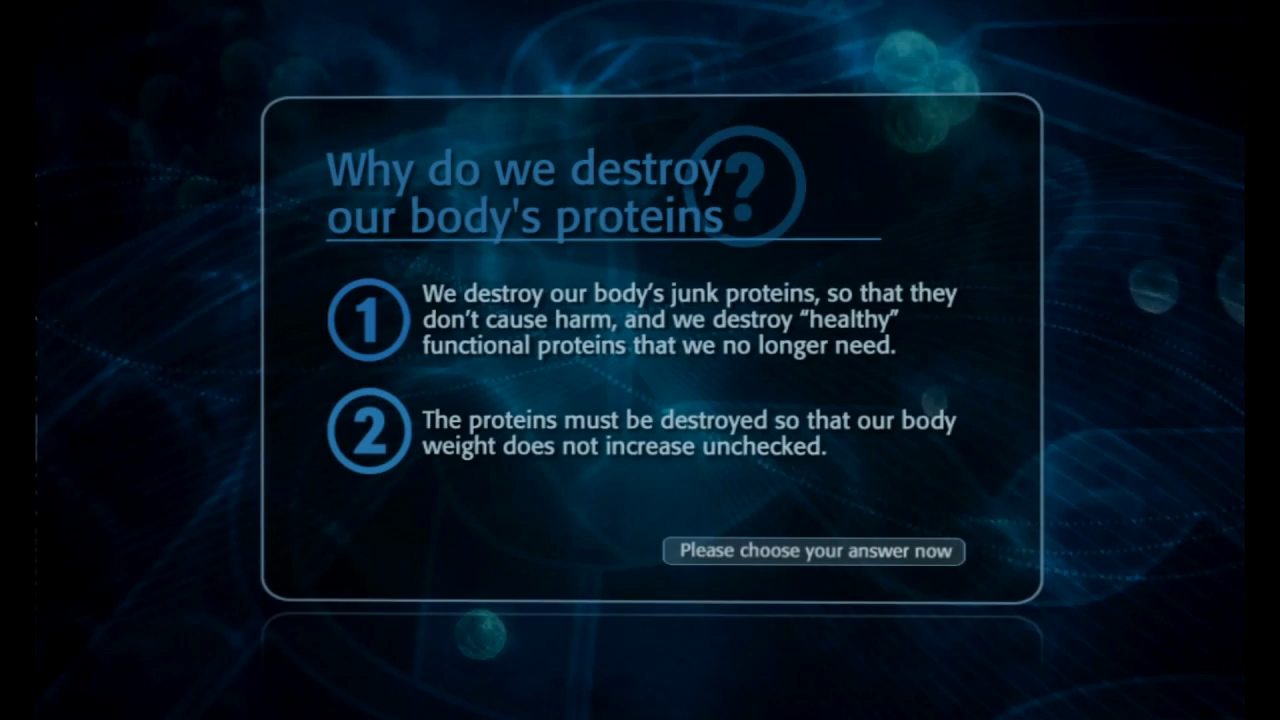 Why do we destroy
our body's proteins ?
1 We destroy our body’s junk proteins, so that they
don’t cause harm, and we destroy “healthy”
functional proteins that we no longer need.
2 The proteins must be destroyed so that our body
weight does not increase unchecked.
Please choose your answer now